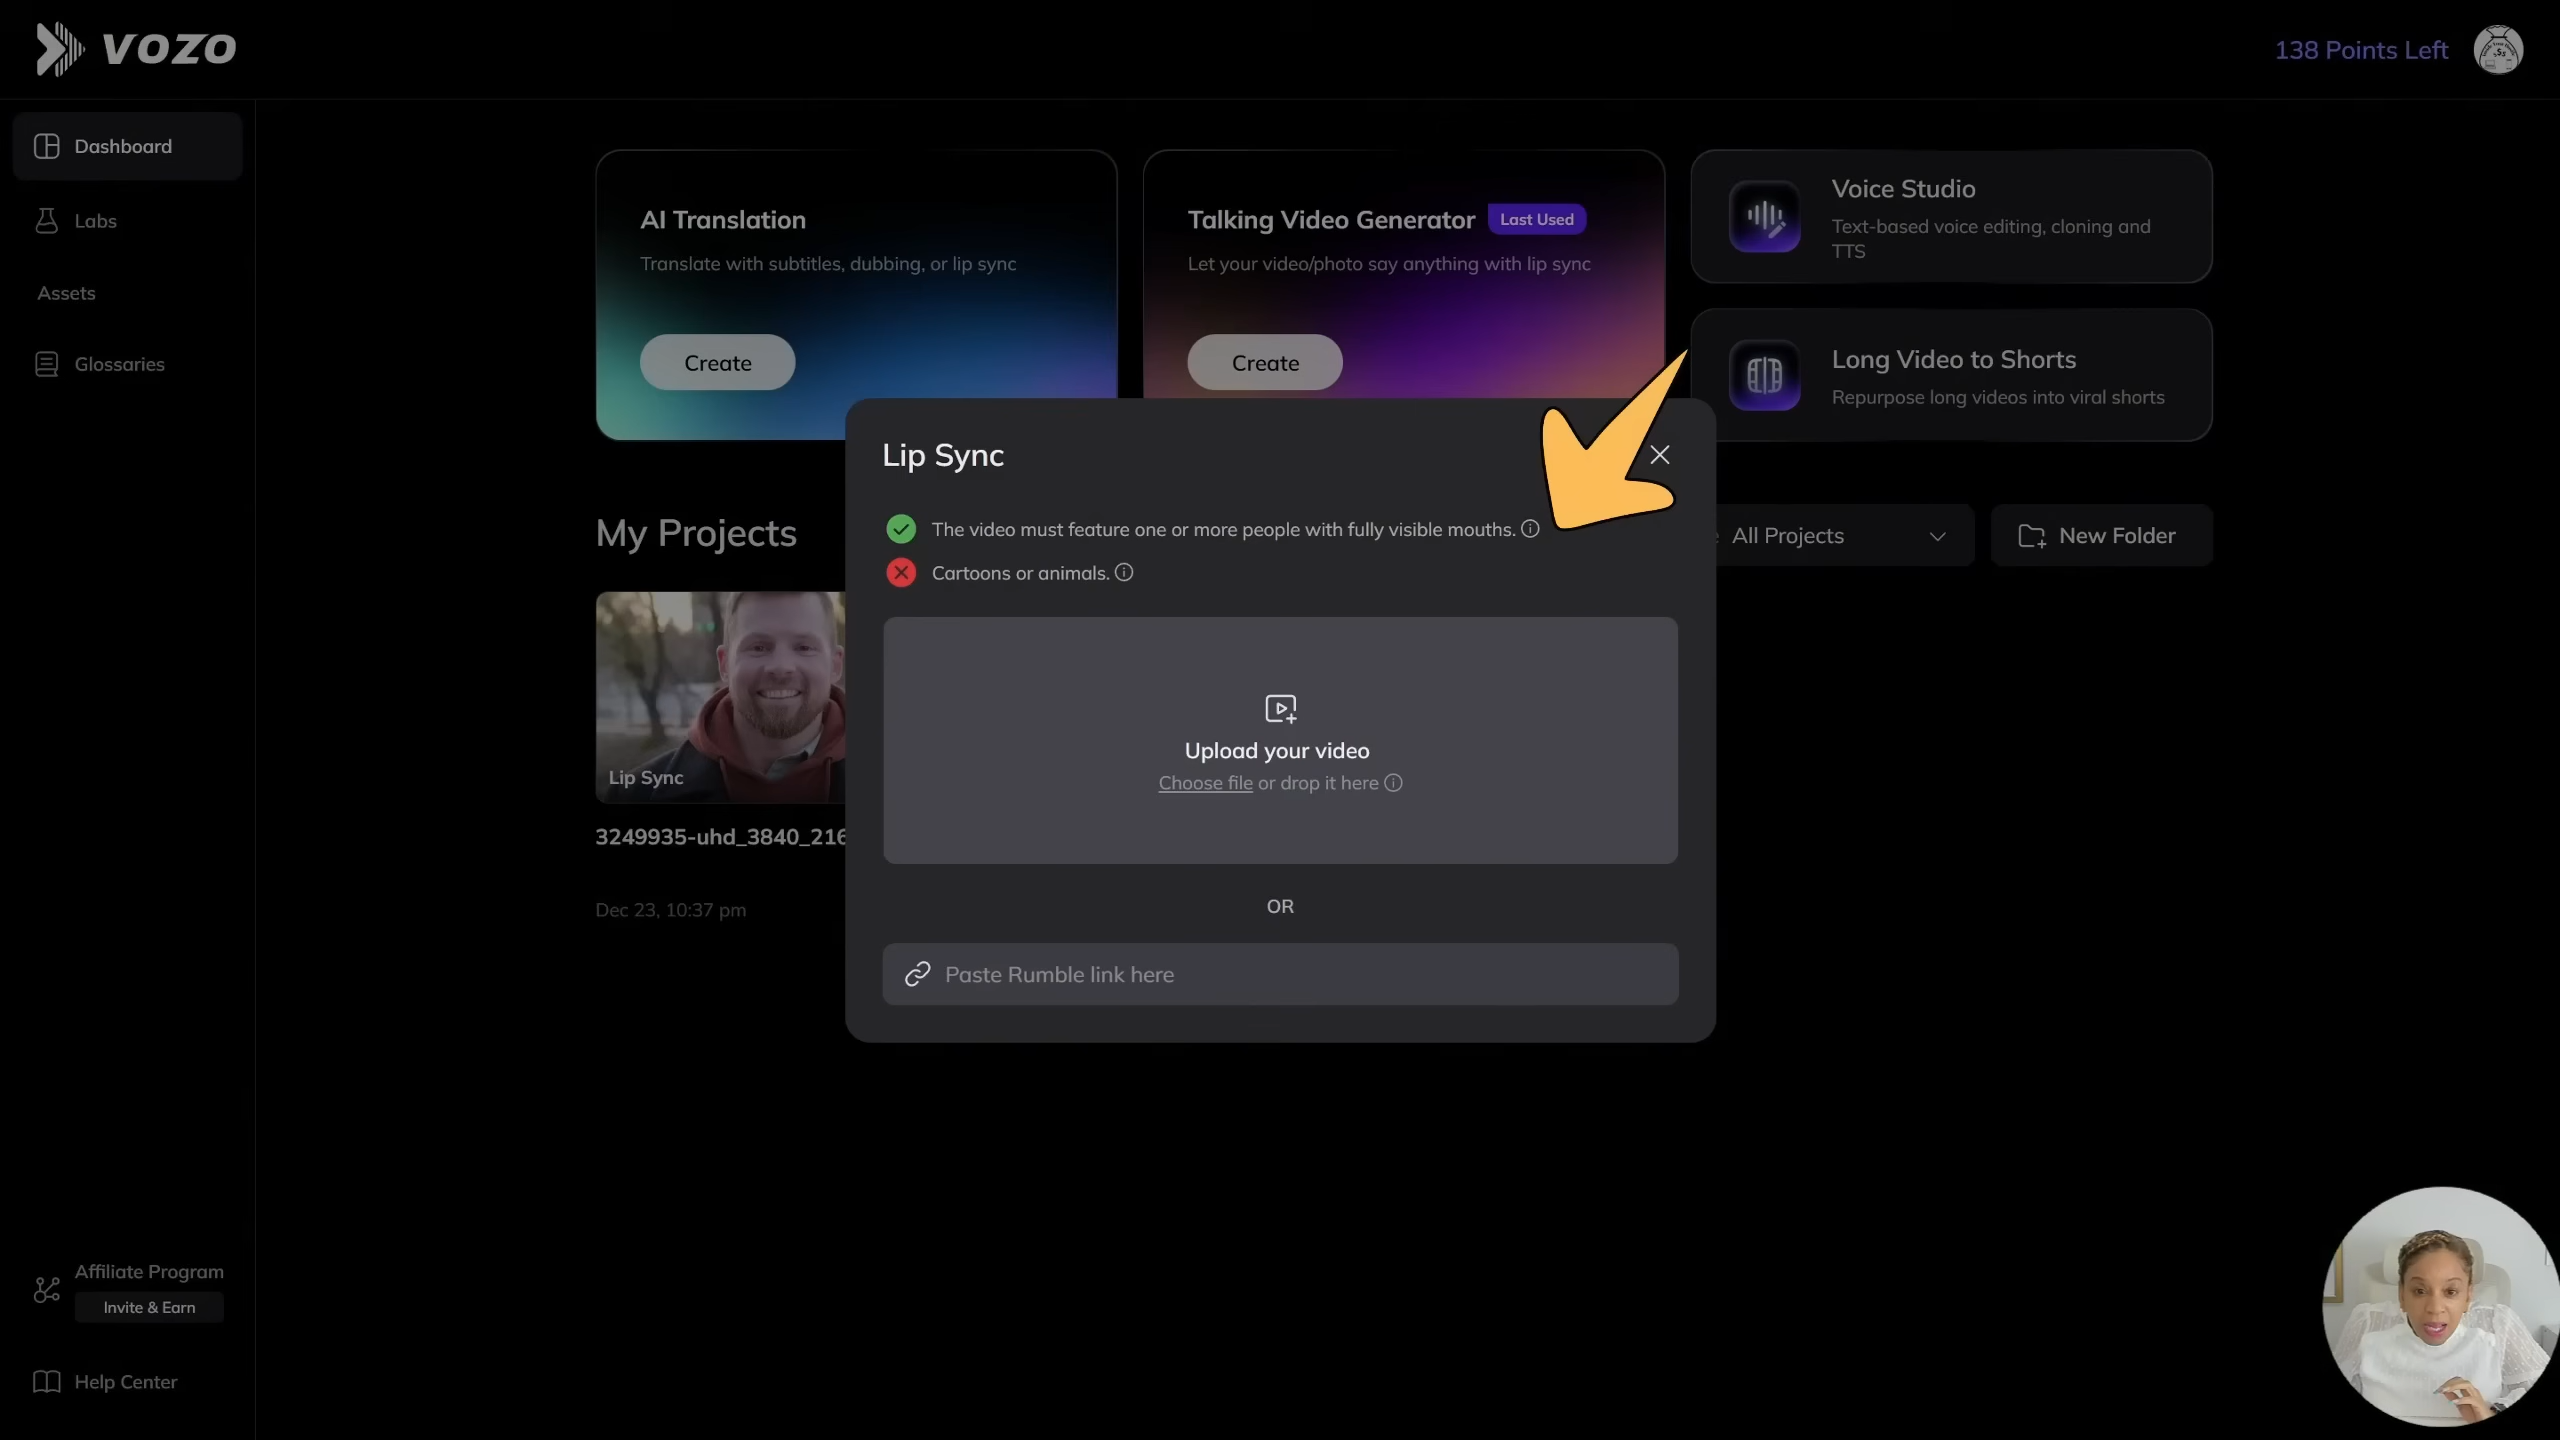 VOZO
138 Points Left
Dashboard
Labs
Assets
Glossaries
AI Translation
Translate with subtitles, dubbing, or lip sync
Create
Talking Video Generator
Last Used
Let your video/photo say anything with lip sync
Create
Voice Studio
Text-based voice editing, cloning and
TTS
Long Video to Shorts
Repurpose long videos into viral shorts
My Projects
All Projects
New Folder
Lip Sync
3249935-uhd_3840_216
Dec 23, 10:37 pm
Lip Sync
The video must feature one or more people with fully visible mouths.
Cartoons or animals.
Upload your video
Choose file or drop it here
OR
Paste Rumble link here
Affiliate Program
Invite & Earn
Help Center